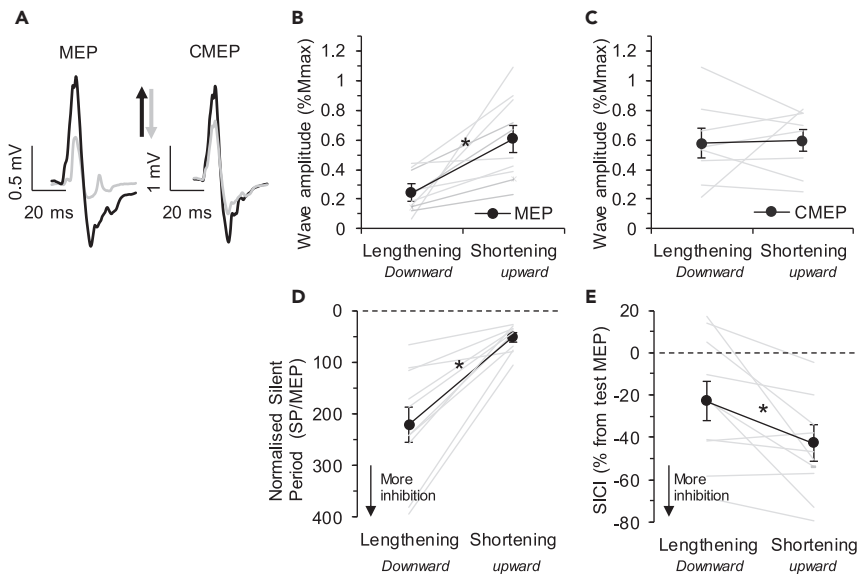 A
MEP
CMEP
0.5 mV
20 ms
1 mV
20 ms
B
Wave amplitude (%Mmax)
1.2
1
0.8
0.6
0.4
0.2
0
*
MEP
Lengthening
Downward
Shortening
upward
C
Wave amplitude (%Mmax)
1.2
1
0.8
0.6
0.4
0.2
0
CMEP
Lengthening
Downward
Shortening
upward
D
Normalised Silent
Period (SP/MEP)
0
100
200
300
400
*
More
inhibition
Lengthening
Downward
Shortening
upward
E
SICI (% from test MEP)
20
0
-20
-40
-60
-80
*
More
inhibition
Lengthening
Downward
Shortening
upward